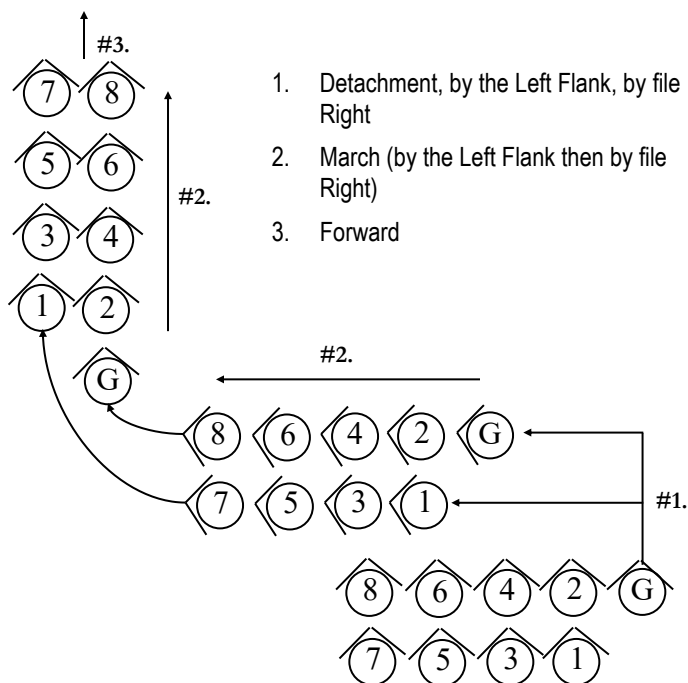 #3.
7 8
1. Detachment, by the Left Flank, by file
Right
5 6
#2.
2. March (by the Left Flank then by file
Right)
3 4
3. Forward
1 2
#2.
G
8 6 4 2 G
7 5 3 1
#1.
8 6 4 2 G
7 5 3 1